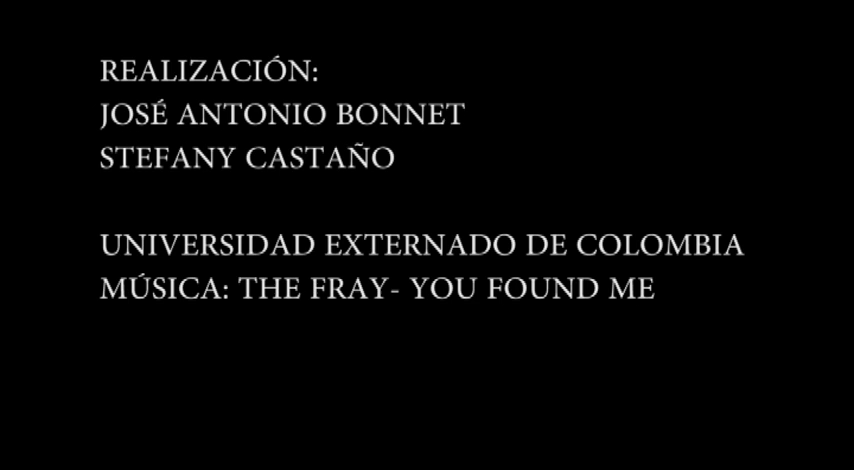 REALIZACIÓN:
JOSÉ ANTONIO BONNET
STEFANY CASTAÑO
UNIVERSIDAD EXTERNADO DE COLOMBIA
MÚSICA: THE FRAY- YOU FOUND ME